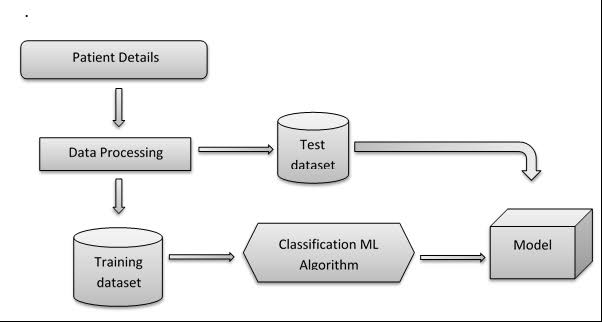 .
Patient Details
Data Processing
Test
dataset
Training
dataset
Classification ML
Algorithm
Model